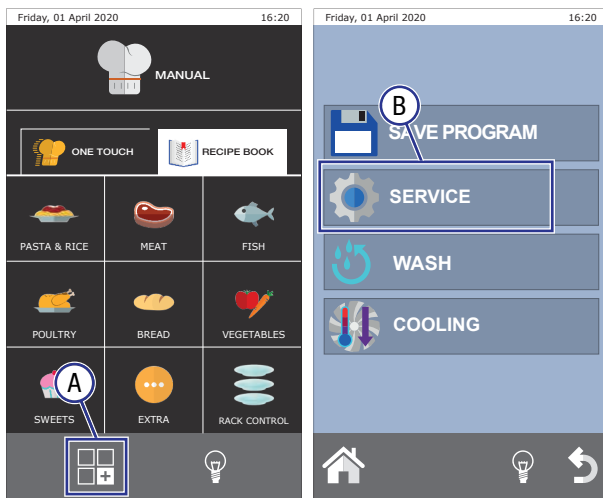 Friday, 01 April 2020 16:20
MANUAL
ONE TOUCH
RECIPE BOOK
PASTA & RICE MEAT FISH
POULTRY BREAD VEGETABLES
A
SWEETS EXTRA RACK CONTROL
Friday, 01 April 2020 16:20
B
SAVE PROGRAM
SERVICE
WASH
COOLING